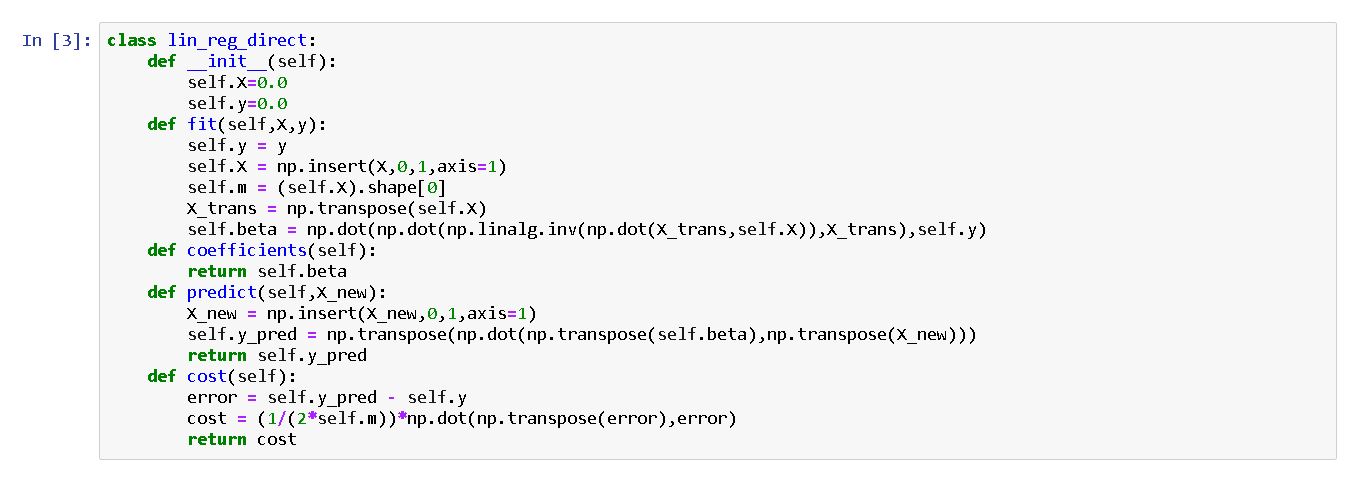 In [3]: class lin_reg_direct:
    def __init__(self):
        self.X=0.0
        self.y=0.0
    def fit(self,X,y):
        self.y = y
        self.X = np.insert(X,0,1,axis=1)
        self.m = (self.X).shape[0]
        X_trans = np.transpose(self.X)
        self.beta = np.dot(np.dot(np.linalg.inv(np.dot(X_trans,self.X)),X_trans),self.y)
    def coefficients(self):
        return self.beta
    def predict(self,X_new):
        X_new = np.insert(X_new,0,1,axis=1)
        self.y_pred = np.transpose(np.dot(np.transpose(self.beta),np.transpose(X_new)))
        return self.y_pred
    def cost(self):
        error = self.y_pred - self.y
        cost = (1/(2*self.m))*np.dot(np.transpose(error),error)
        return cost